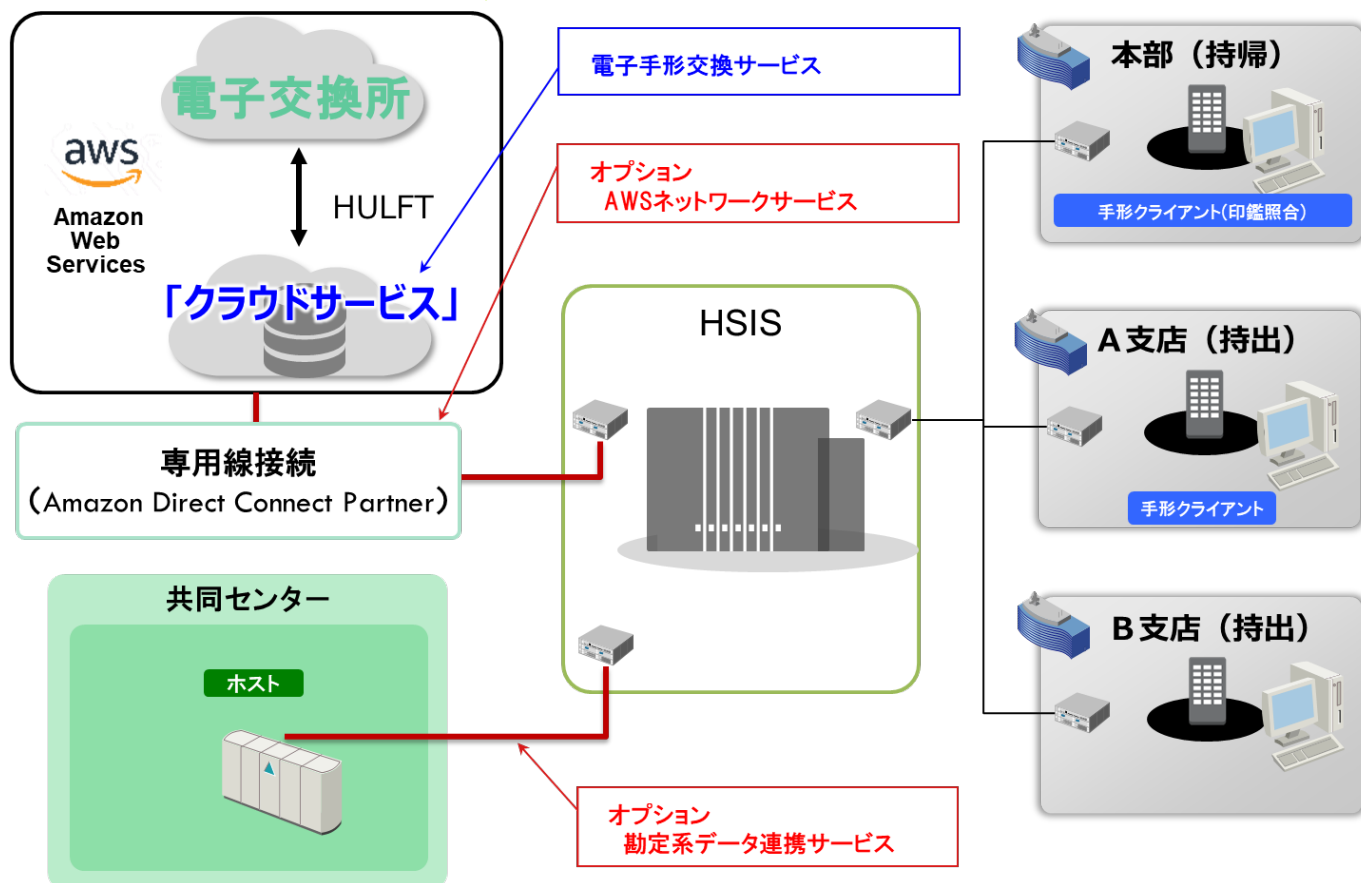 電子交換所
aws
Amazon
Web
Services
HULFT
「クラウドサービス」
専用線接続
（Amazon Direct Connect Partner）
共同センター
ホスト
電子手形交換サービス
オプション
AWSネットワークサービス
HSIS
オプション
勘定系データ連携サービス
本部（持帰）
手形クライアント(印鑑照合)
A支店（持出）
手形クライアント
B支店（持出）